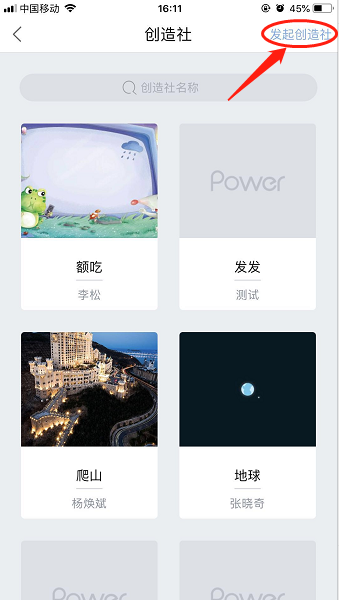 中国移动 16:11 45%
创造社 发起创造社
创造社名称
Power
额吃 发发
李松 测试
爬山 地球
杨焕斌 张晓奇
Power Power